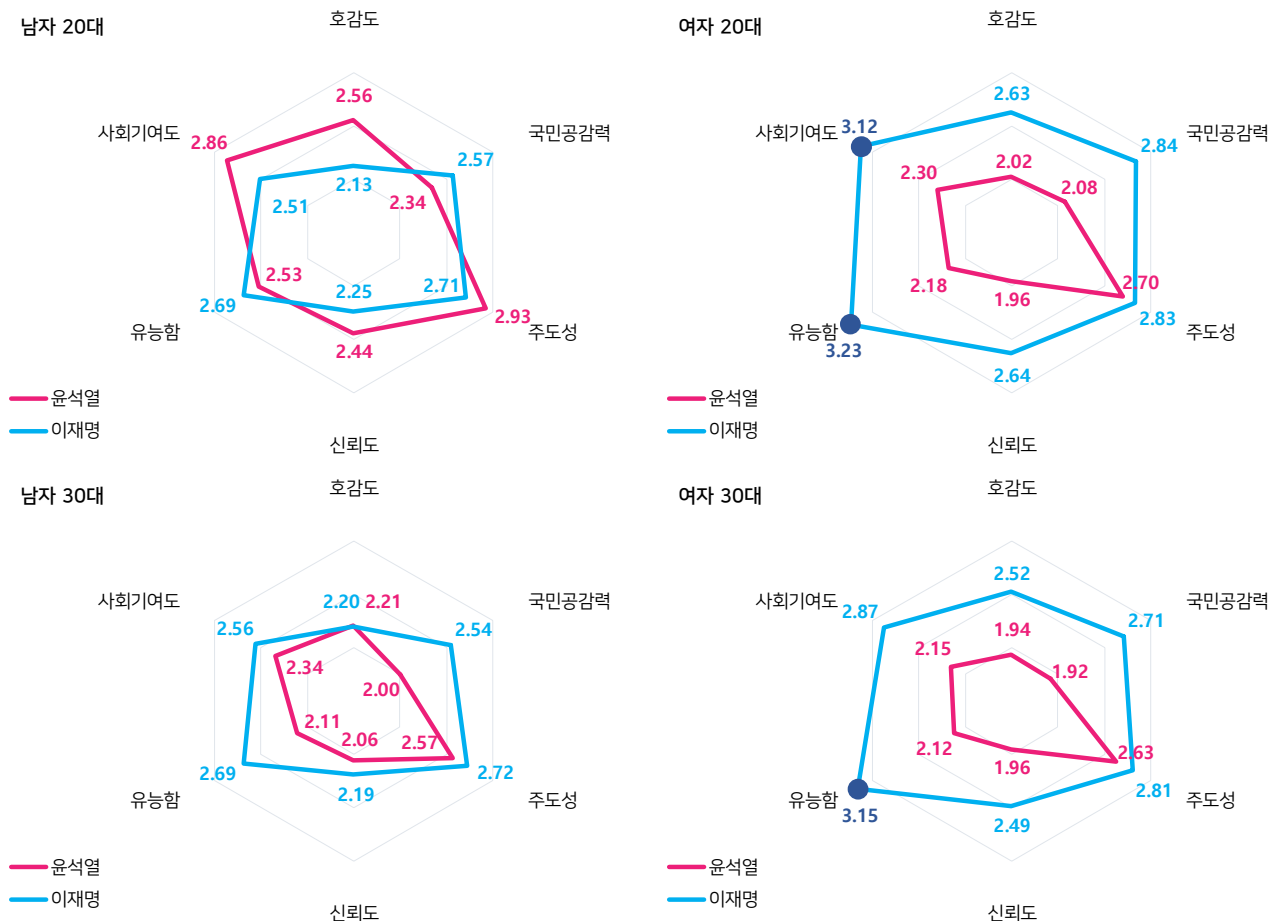 남자 20대
호감도
국민공감력
주도성
신뢰도
유능함
사회기여도
2.56
2.34
2.93
2.44
2.53
2.86
2.13
2.57
2.71
2.25
2.69
2.51
윤석열
이재명
여자 20대
호감도
국민공감력
주도성
신뢰도
유능함
사회기여도
2.02
2.08
2.70
1.96
2.18
2.30
2.63
2.84
2.83
2.64
3.23
3.12
윤석열
이재명
남자 30대
호감도
국민공감력
주도성
신뢰도
유능함
사회기여도
2.21
2.00
2.57
2.06
2.11
2.34
2.20
2.54
2.72
2.19
2.69
2.56
윤석열
이재명
여자 30대
호감도
국민공감력
주도성
신뢰도
유능함
사회기여도
1.94
1.92
2.63
1.96
2.12
2.15
2.52
2.71
2.81
2.49
3.15
2.87
윤석열
이재명